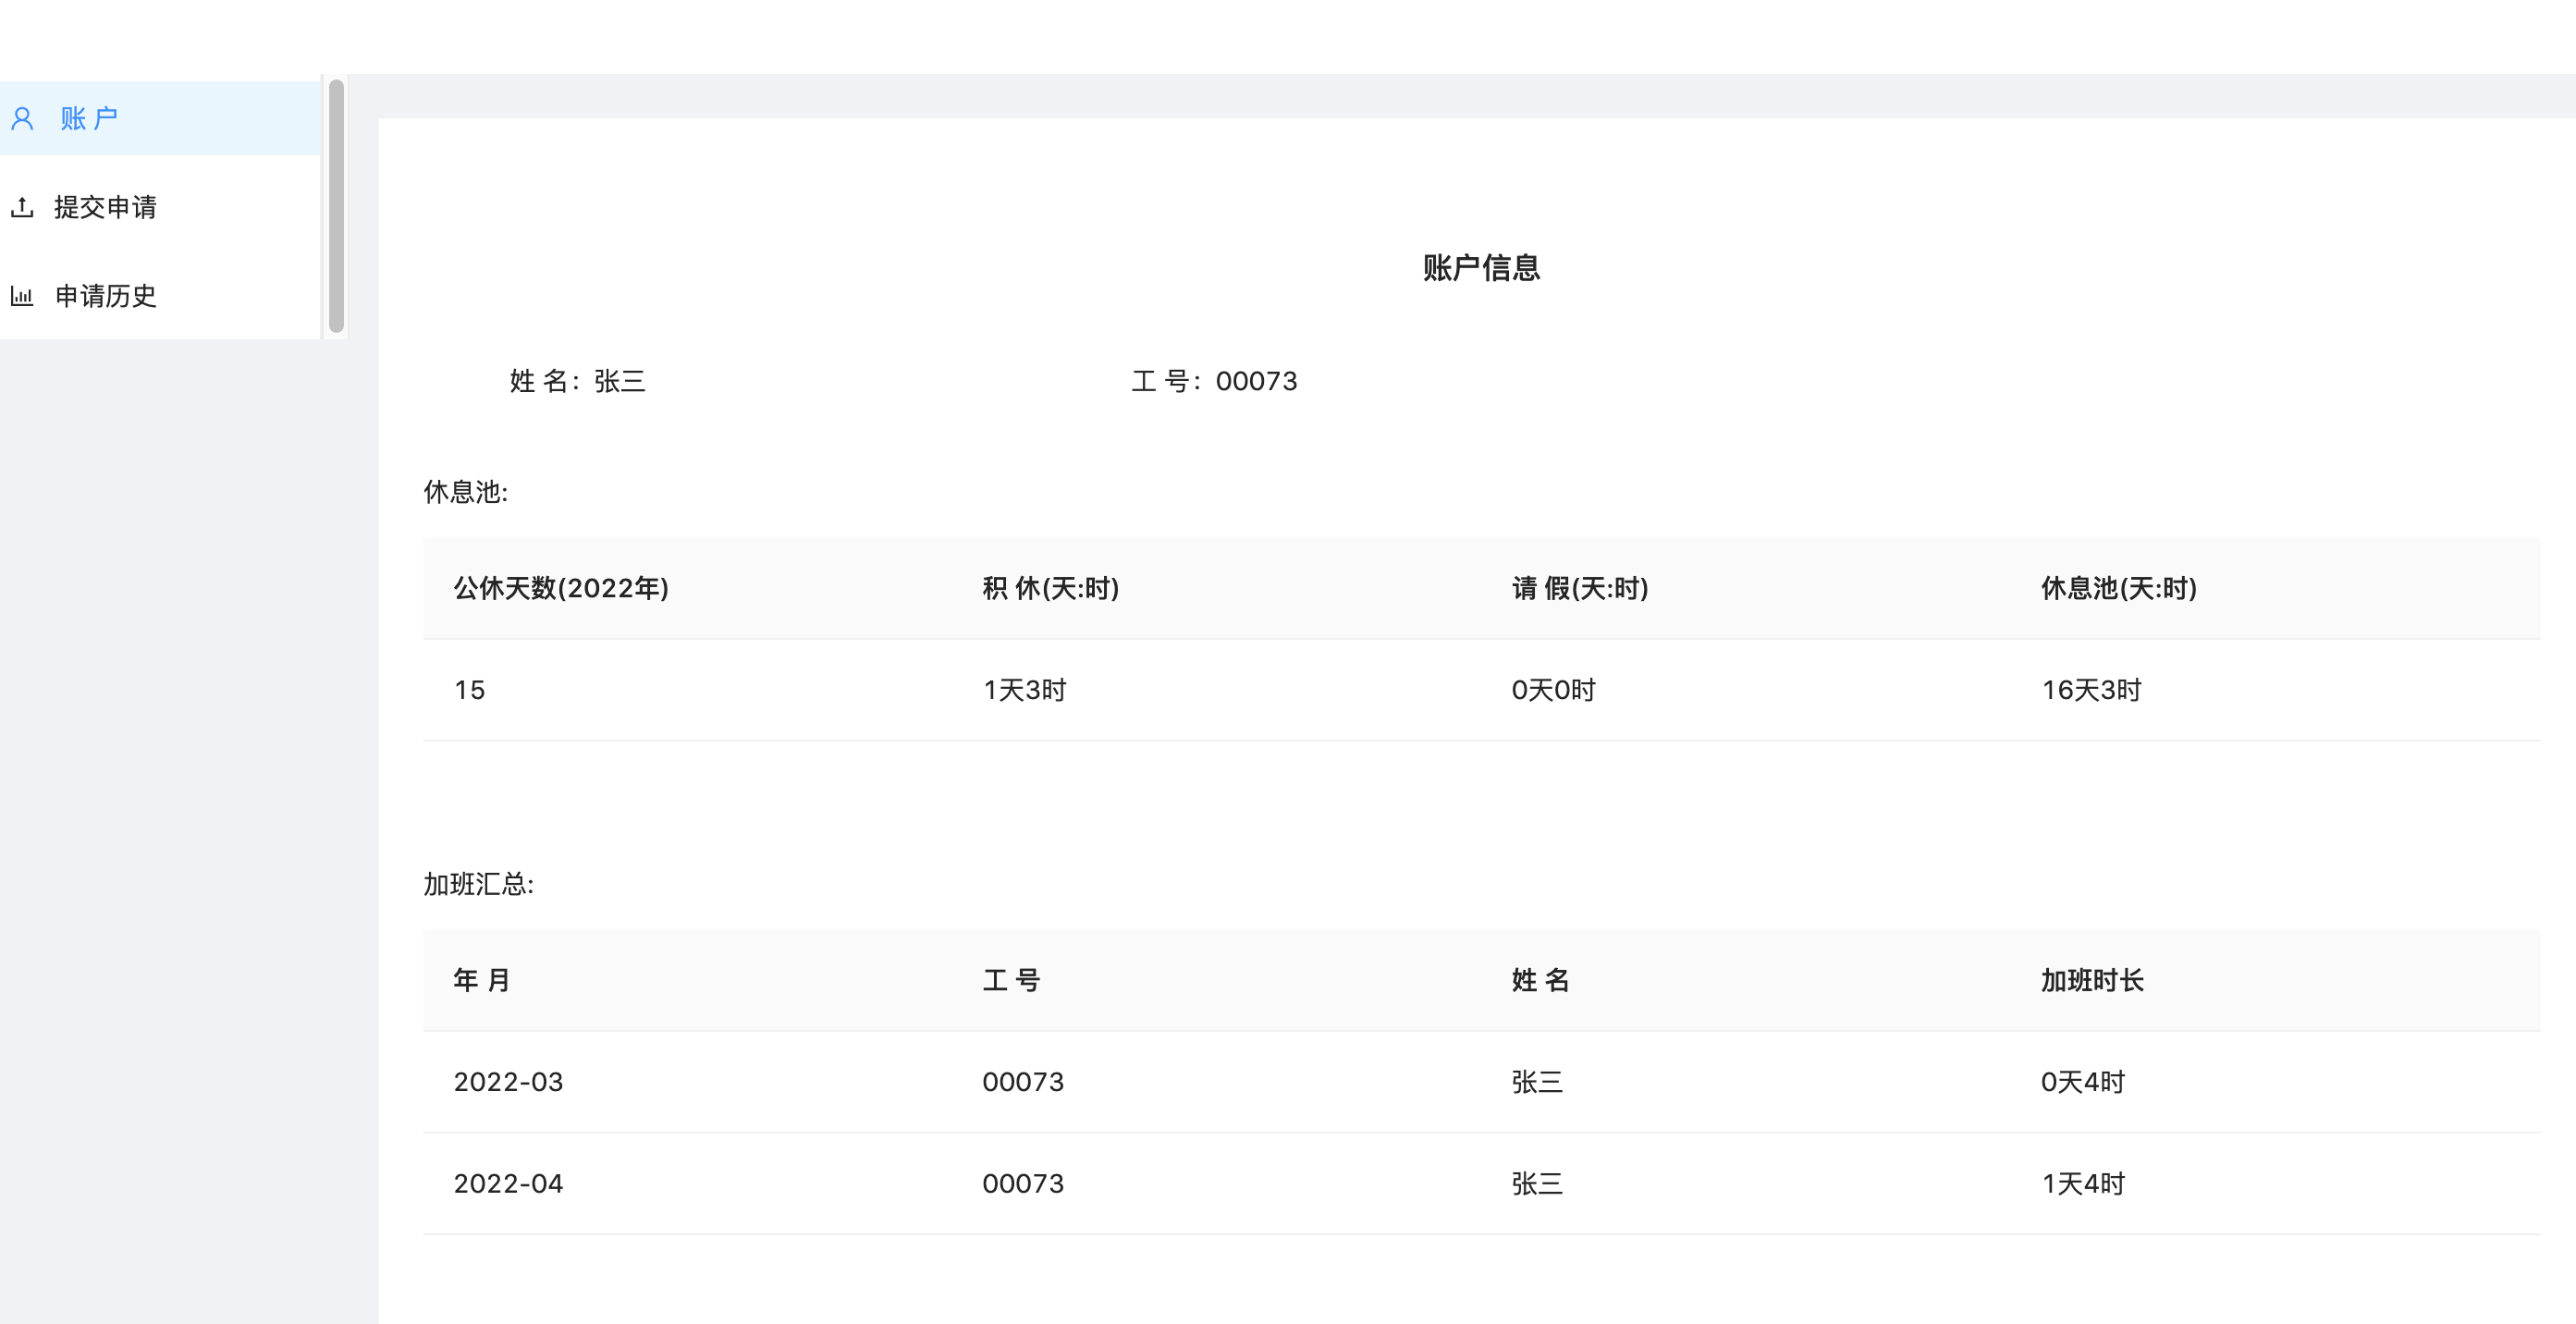 账 户
提交申请
申请历史
账户信息
姓 名：张三 工 号：00073
休息池:
公休天数(2022年) 积 休(天:时) 请 假(天:时) 休息池(天:时)
15 1天3时 0天0时 16天3时
加班汇总:
年 月 工 号 姓 名 加班时长
2022-03 00073 张三 0天4时
2022-04 00073 张三 1天4时